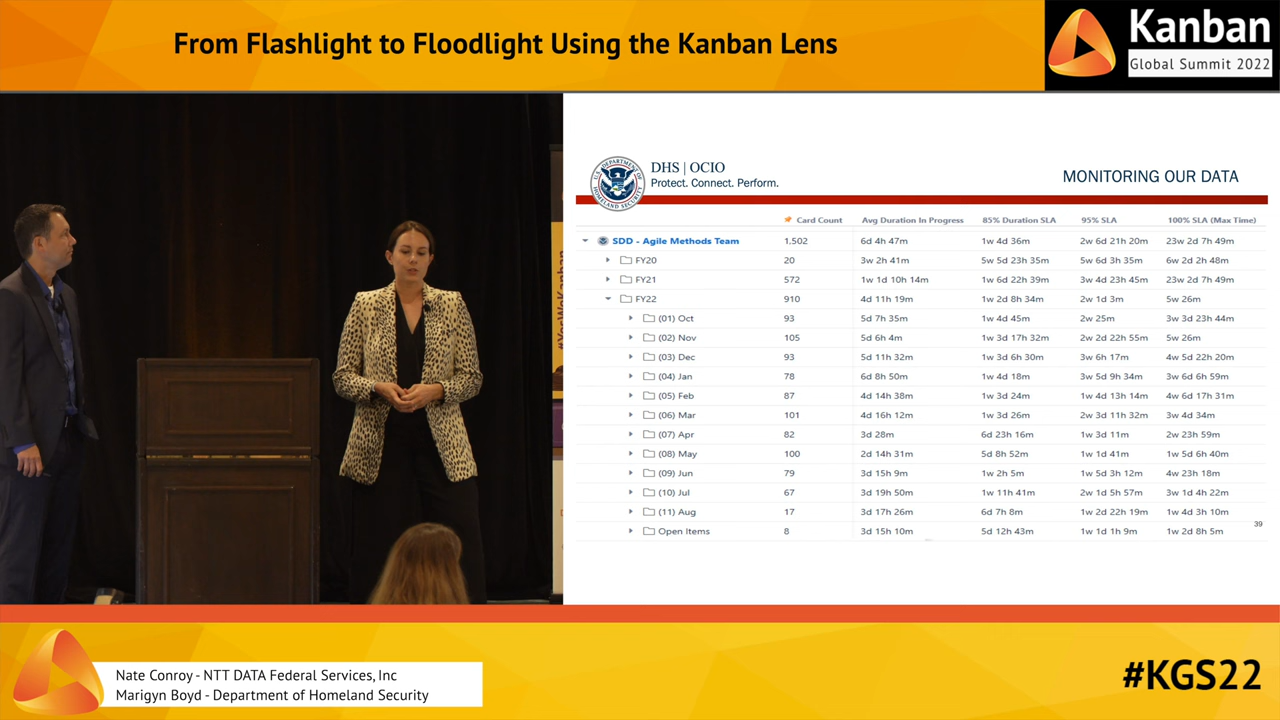 From Flashlight to Floodlight Using the Kanban Lens
Kanban
Global Summit 2022
#YesWeKanban
U.S. DEPARTMENT OF HOMELAND SECURITY
DHS | OCIO
Protect. Connect. Perform.
MONITORING OUR DATA
Card Count Avg Duration In Progress 85% Duration SLA 95% SLA 100% SLA (Max Time)
SDD - Agile Methods Team 1,502 6d 4h 47m 1w 4d 36m 2w 6d 21h 20m 23w 2d 7h 49m
FY20 20 3w 2h 41m 5w 5d 23h 35m 5w 6d 3h 35m 6w 2d 2h 48m
FY21 572 1w 1d 10h 14m 1w 6d 22h 39m 3w 4d 23h 45m 23w 2d 7h 49m
FY22 910 4d 11h 19m 1w 2d 8h 34m 2w 1d 3m 5w 26m
(01) Oct 93 5d 7h 35m 1w 4d 45m 2w 25m 3w 3d 23h 44m
(02) Nov 105 5d 6h 4m 1w 3d 17h 32m 2w 2d 22h 55m 5w 26m
(03) Dec 93 5d 11h 32m 1w 3d 6h 30m 3w 6h 17m 4w 5d 22h 20m
(04) Jan 78 6d 8h 50m 1w 4d 18m 3w 5d 9h 34m 3w 6d 6h 59m
(05) Feb 87 4d 14h 38m 1w 3d 24m 1w 4d 13h 14m 4w 6d 17h 31m
(06) Mar 101 4d 16h 12m 1w 3d 26m 2w 3d 11h 32m 3w 4d 34m
(07) Apr 82 3d 28m 6d 23h 16m 1w 3d 11m 2w 23h 59m
(08) May 100 2d 14h 31m 5d 8h 52m 1w 1d 41m 1w 5d 6h 40m
(09) Jun 79 3d 15h 9m 1w 2h 5m 1w 5d 3h 12m 4w 23h 18m
(10) Jul 67 3d 19h 50m 1w 11h 41m 2w 1d 5h 57m 3w 1d 4h 22m
(11) Aug 17 3d 17h 26m 6d 7h 8m 1w 2d 22h 19m 1w 4d 3h 10m
Open Items 8 3d 15h 10m 5d 12h 43m 1w 1d 1h 9m 1w 2d 8h 5m
39
Nate Conroy - NTT DATA Federal Services, Inc
Marigyn Boyd - Department of Homeland Security
#KGS22